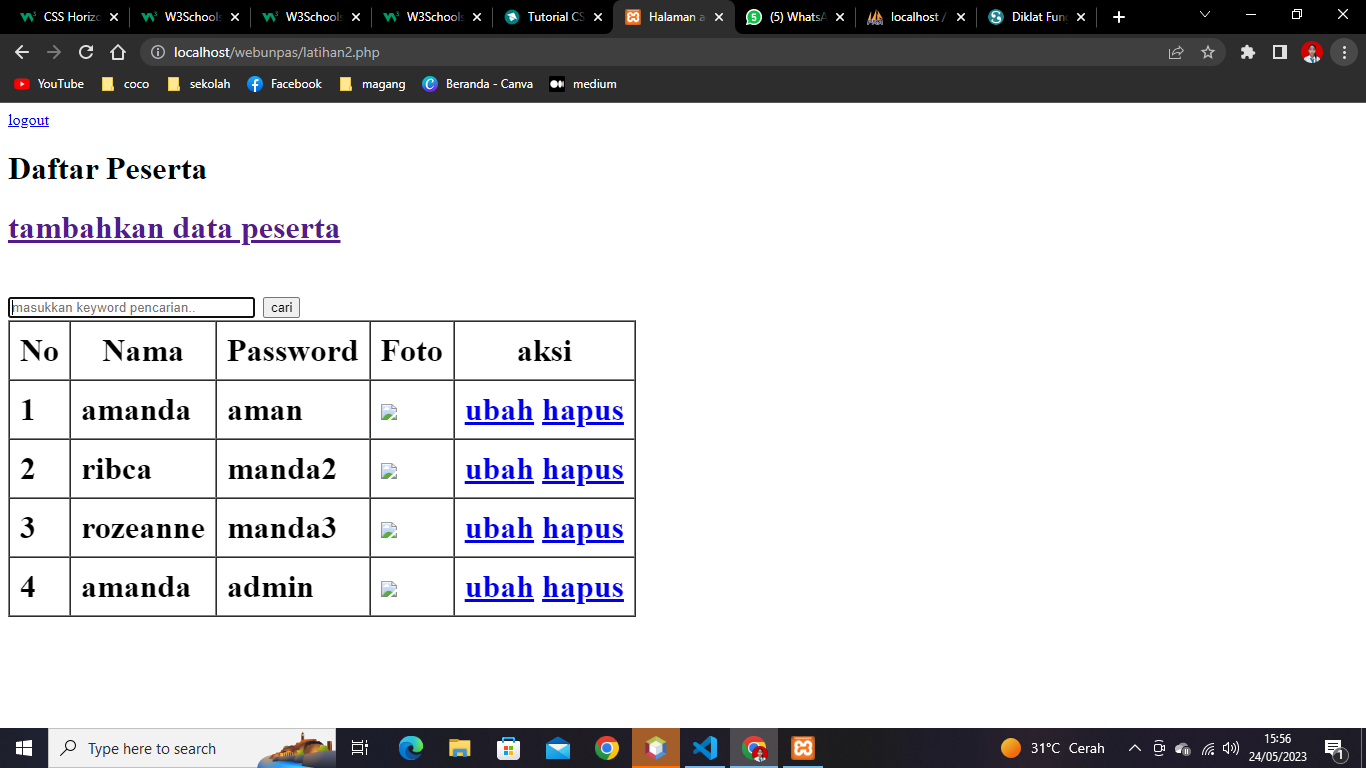 CSS Horizo
W3Schools
W3Schools
W3Schools
Tutorial CS
Halaman a
(5) WhatsA
localhost /
Diklat Fung
localhost/webunpas/latihan2.php
YouTube coco sekolah Facebook magang Beranda - Canva medium
logout
Daftar Peserta
tambahkan data peserta
masukkan keyword pencarian.. cari
No Nama Password Foto aksi
1 amanda aman ubah hapus
2 ribca manda2 ubah hapus
3 rozeanne manda3 ubah hapus
4 amanda admin ubah hapus
Type here to search
31°C Cerah
15:56
24/05/2023
1